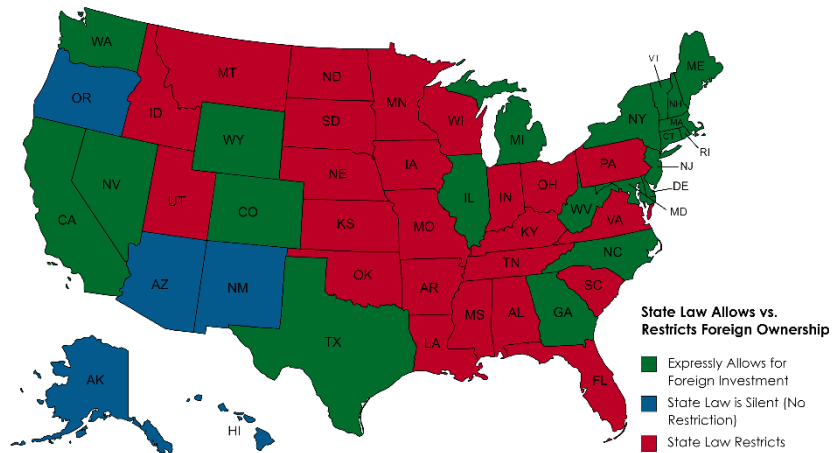 WA
MT
ND
MN
VT
ME
OR
ID
SD
WI
MI
NY
NH
MA
CT
RI
WY
NE
IA
PA
NJ
NV
UT
CO
IL
IN
OH
DE
MD
CA
KS
MO
KY
WV
VA
AZ
NM
OK
AR
TN
NC
SC
TX
LA
MS
AL
GA
FL
AK
HI
State Law Allows vs.
Restricts Foreign Ownership
Expressly Allows for
Foreign Investment
State Law is Silent (No
Restriction)
State Law Restricts